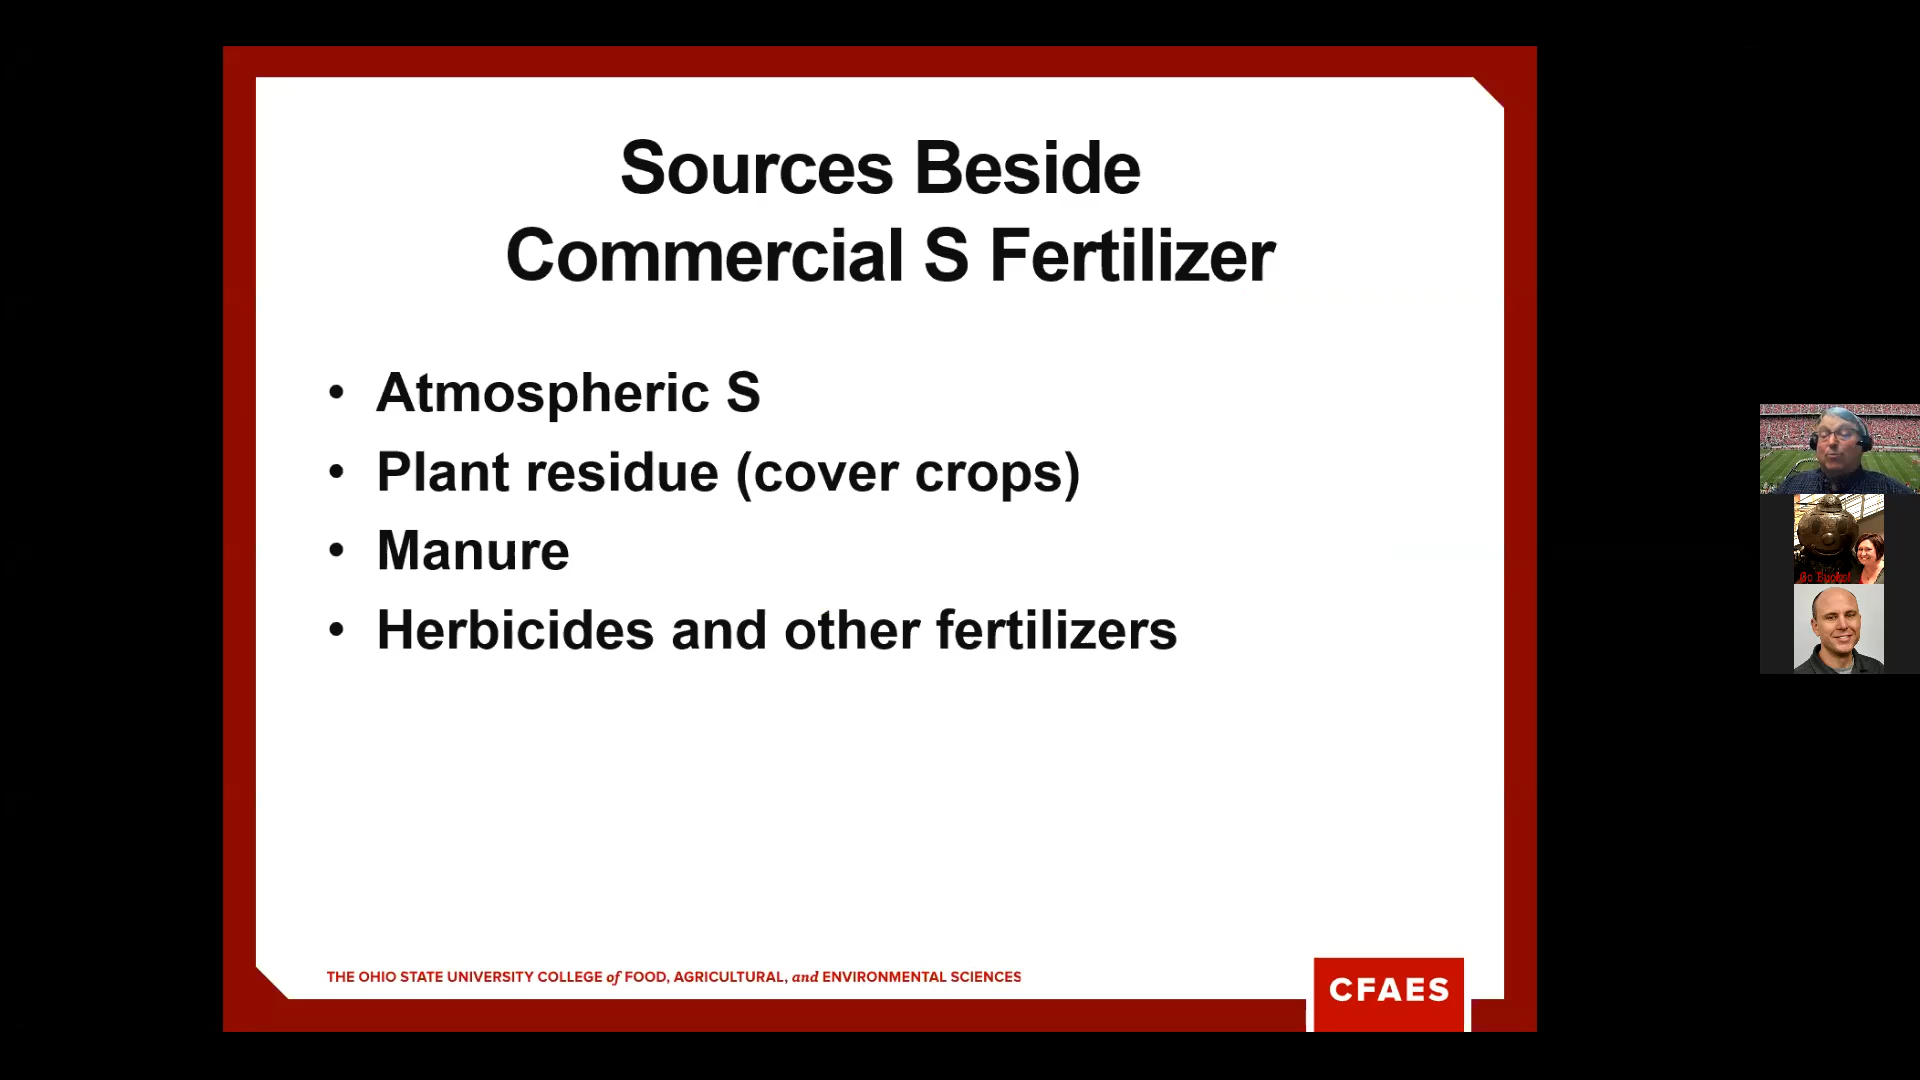 Sources Beside
Commercial S Fertilizer
• Atmospheric S
• Plant residue (cover crops)
• Manure
• Herbicides and other fertilizers
THE OHIO STATE UNIVERSITY COLLEGE of FOOD, AGRICULTURAL, and ENVIRONMENTAL SCIENCES
CFAES